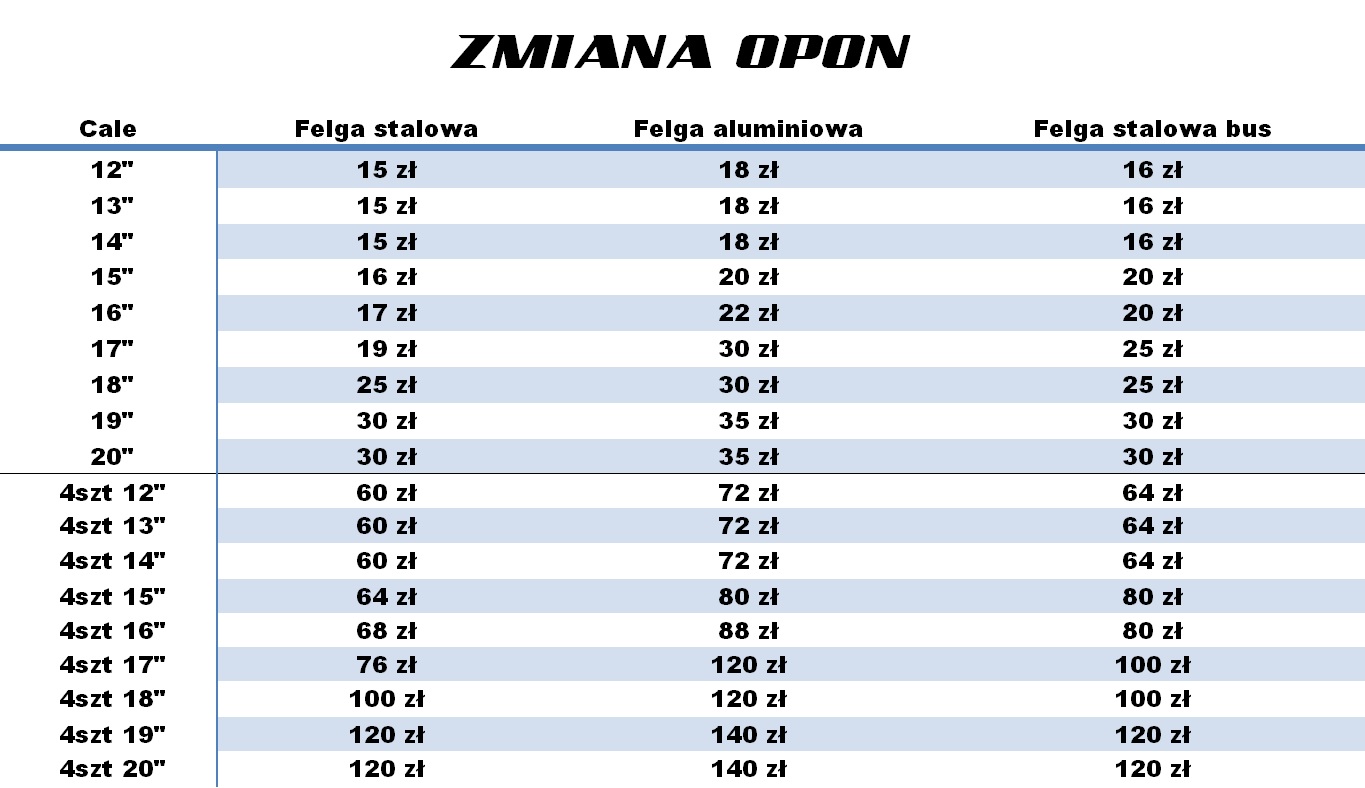 ZMIANA OPON
Cale Felga stalowa Felga aluminiowa Felga stalowa bus
12" 15 zł 18 zł 16 zł
13" 15 zł 18 zł 16 zł
14" 15 zł 18 zł 16 zł
15" 16 zł 20 zł 20 zł
16" 17 zł 22 zł 20 zł
17" 19 zł 30 zł 25 zł
18" 25 zł 30 zł 25 zł
19" 30 zł 35 zł 30 zł
20" 30 zł 35 zł 30 zł
4szt 12" 60 zł 72 zł 64 zł
4szt 13" 60 zł 72 zł 64 zł
4szt 14" 60 zł 72 zł 64 zł
4szt 15" 64 zł 80 zł 80 zł
4szt 16" 68 zł 88 zł 80 zł
4szt 17" 76 zł 120 zł 100 zł
4szt 18" 100 zł 120 zł 100 zł
4szt 19" 120 zł 140 zł 120 zł
4szt 20" 120 zł 140 zł 120 zł